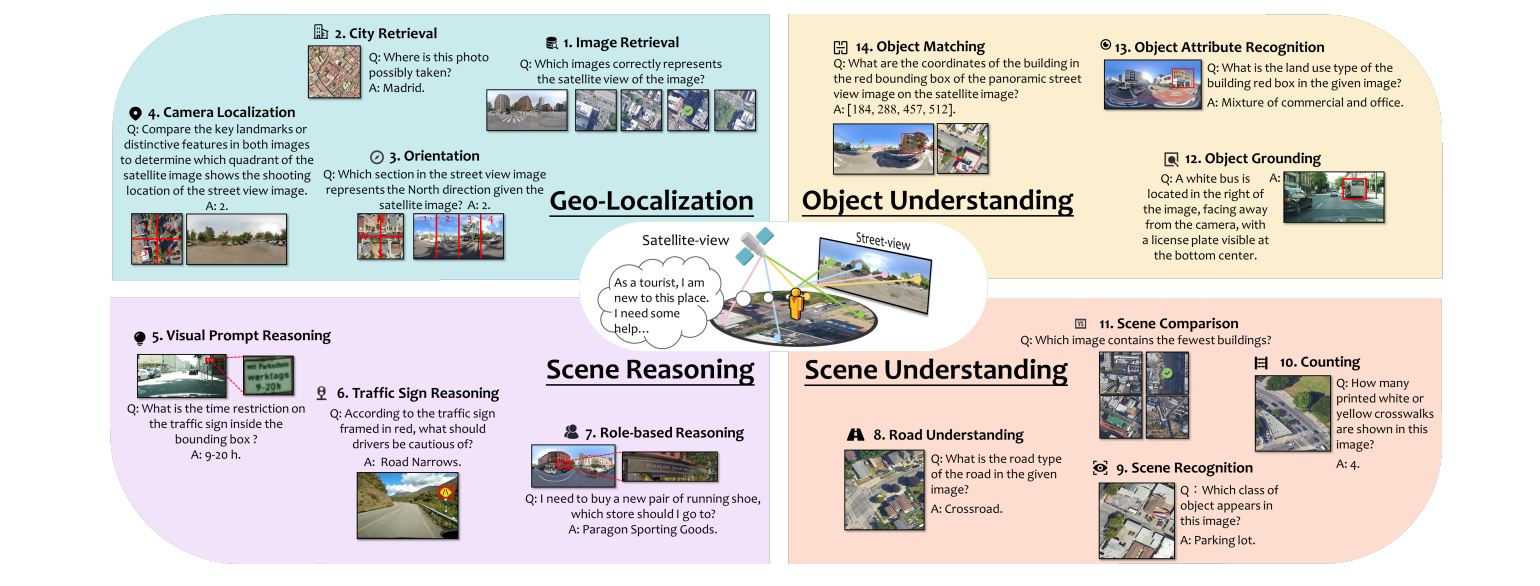 2. City Retrieval
Q: Where is this photo
possibly taken?
A: Madrid.
1. Image Retrieval
Q: Which images correctly represents
the satellite view of the image?
4. Camera Localization
Q: Compare the key landmarks or
distinctive features in both images
to determine which quadrant of the
satellite image shows the shooting
location of the street view image.
A: 2.
3. Orientation
Q: Which section in the street view image
represents the North direction given the
satellite image? A: 2.
1 2 3 4
Geo-Localization
14. Object Matching
Q: What are the coordinates of the building in
the red bounding box of the panoramic street
view image on the satellite image?
A: [184, 288, 457, 512].
13. Object Attribute Recognition
Q: What is the land use type of the
building red box in the given image?
A: Mixture of commercial and office.
12. Object Grounding
Q: A white bus is
located in the right of
the image, facing away
from the camera, with
a license plate visible at
the bottom center.
A:
Object Understanding
Satellite-view
Street-view
As a tourist, I am
new to this place.
I need some
help...
5. Visual Prompt Reasoning
mit Parkschein
werktags
9-20h
Q: What is the time restriction on
the traffic sign inside the
bounding box ?
A: 9-20 h.
6. Traffic Sign Reasoning
Q: According to the traffic sign
framed in red, what should
drivers be cautious of?
A: Road Narrows.
Scene Reasoning
7. Role-based Reasoning
PARAGON SPORTING
Q: I need to buy a new pair of running shoe,
which store should I go to?
A: Paragon Sporting Goods.
Scene Understanding
11. Scene Comparison
VS
Q: Which image contains the fewest buildings?
10. Counting
Q: How many
printed white or
yellow crosswalks
are shown in this
image?
A: 4.
8. Road Understanding
Q: What is the road type
of the road in the given
image?
A: Crossroad.
9. Scene Recognition
Q：Which class of
object appears in
this image?
A: Parking lot.